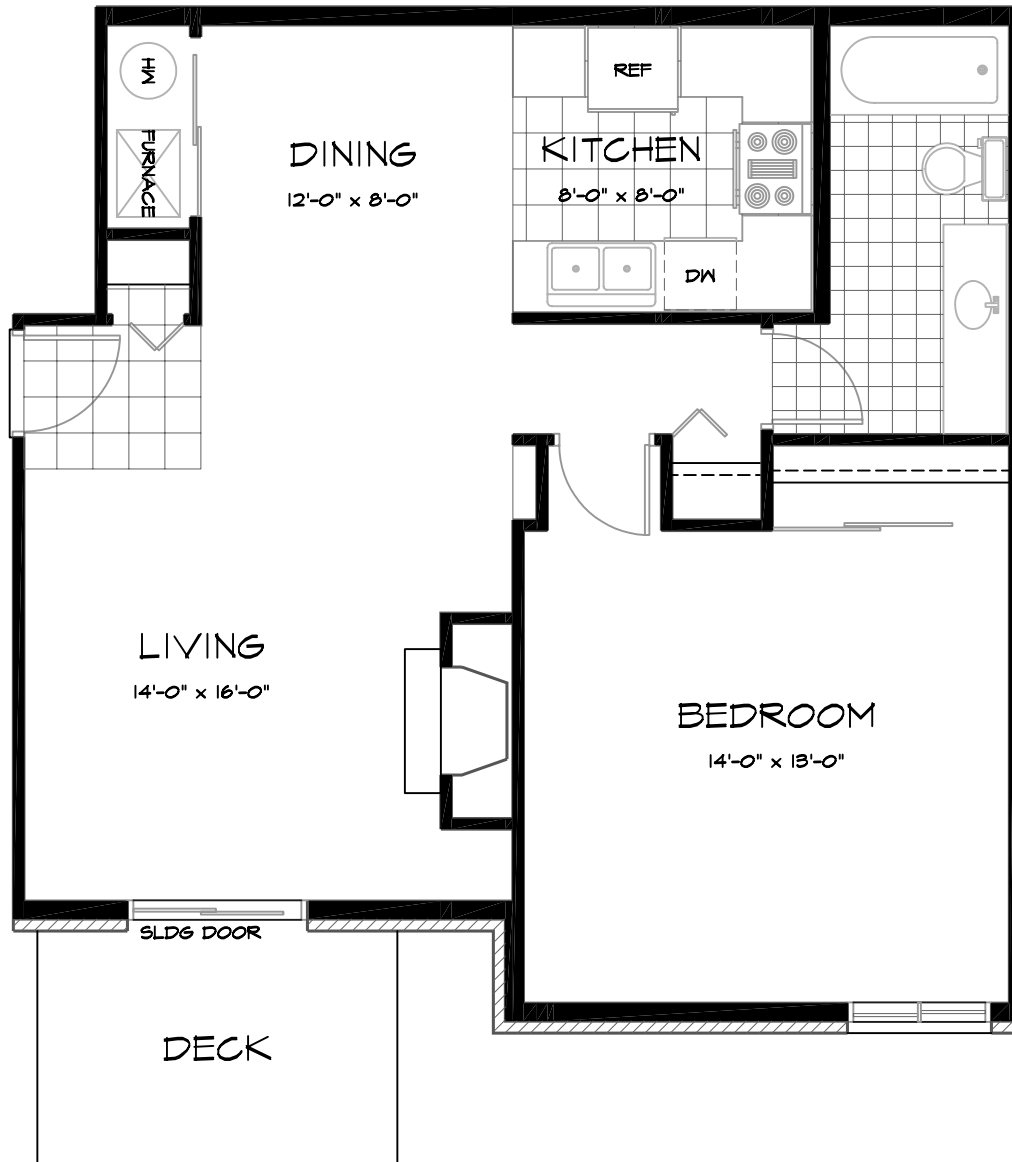 HW
FURNACE
DINING
12'-0" x 8'-0"
REF
KITCHEN
8'-0" x 8'-0"
DW
LIVING
14'-0" x 16'-0"
BEDROOM
14'-0" x 13'-0"
SLDG DOOR
DECK